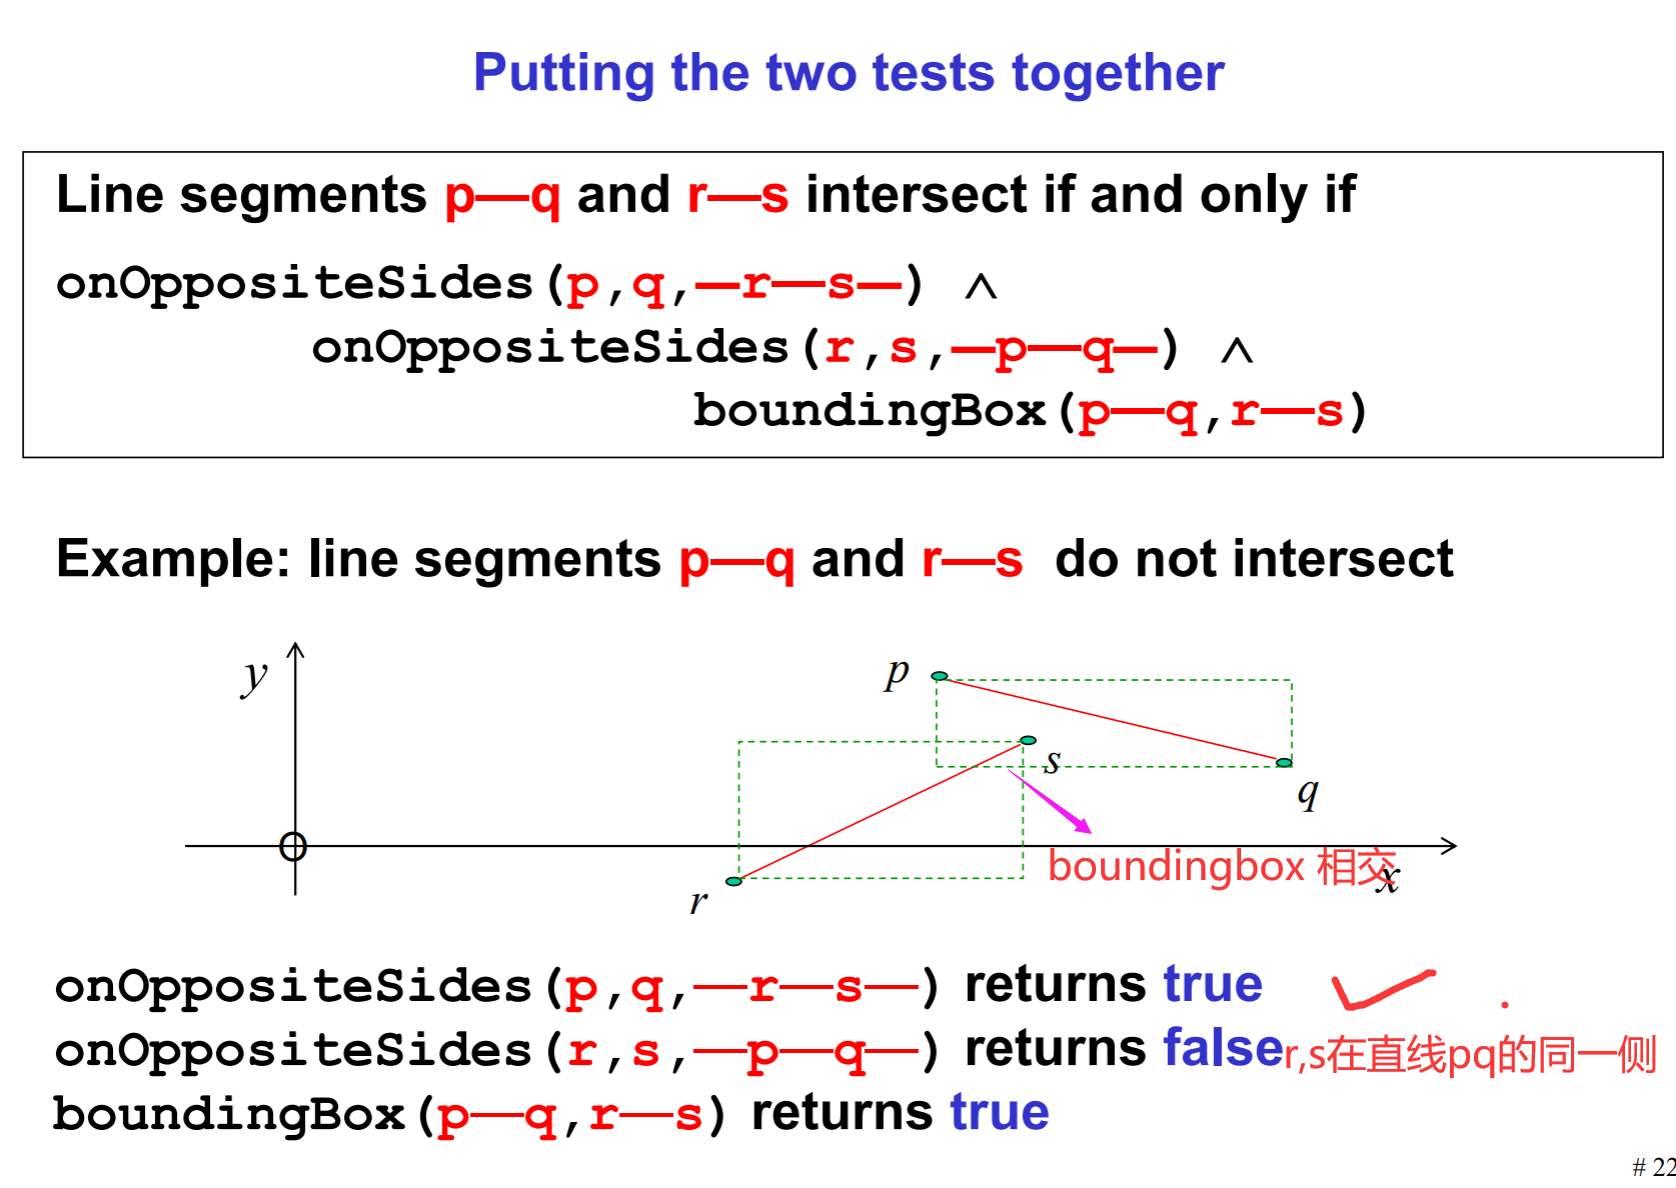 Putting the two tests together
Line segments p—q and r—s intersect if and only if
onOppositeSides(p,q,—r—s—) ∧
onOppositeSides(r,s,—p—q—) ∧
boundingBox(p—q,r—s)
Example: line segments p—q and r—s do not intersect
y
p
s
q
O
boundingbox 相交
x
r
onOppositeSides(p,q,—r—s—) returns true
onOppositeSides(r,s,—p—q—) returns false r,s在直线pq的同一侧
boundingBox(p—q,r—s) returns true
# 22